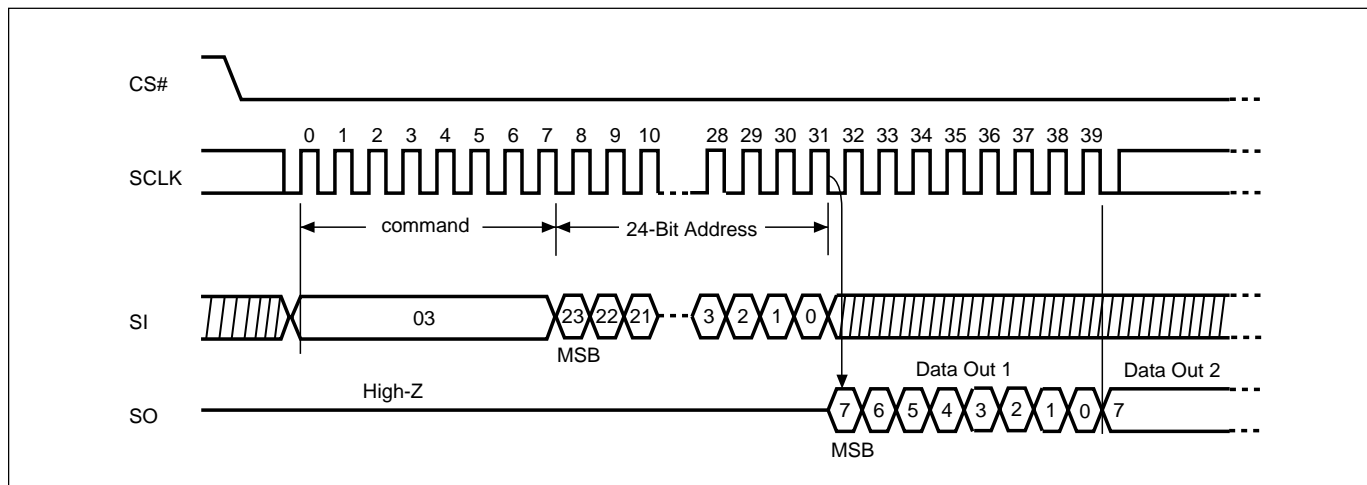 CS#
0 1 2 3 4 5 6 7 8 9 10 28 29 30 31 32 33 34 35 36 37 38 39
SCLK
command 24-Bit Address
SI 03 23 22 21 3 2 1 0
MSB
High-Z Data Out 1 Data Out 2
SO 7 6 5 4 3 2 1 0 7
MSB